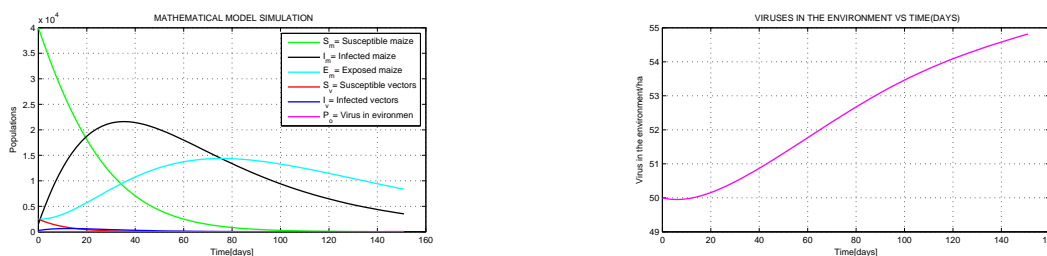 MATHEMATICAL MODEL SIMULATION
x 10^4
4
3.5
3
2.5
2
1.5
1
0.5
0
Populations
S_m= Susceptible maize
I_m= Infected maize
E_m= Exposed maize
S_v= Susceptible vectors
I_v= Infected vectors
P_o= Virus in evironmen
0 20 40 60 80 100 120 140 160
Time[days]
VIRUSES IN THE ENVIRONMENT VS TIME(DAYS)
55
54
53
52
51
50
49
Virus in the environment/ha
0 20 40 60 80 100 120 140
Time[days]